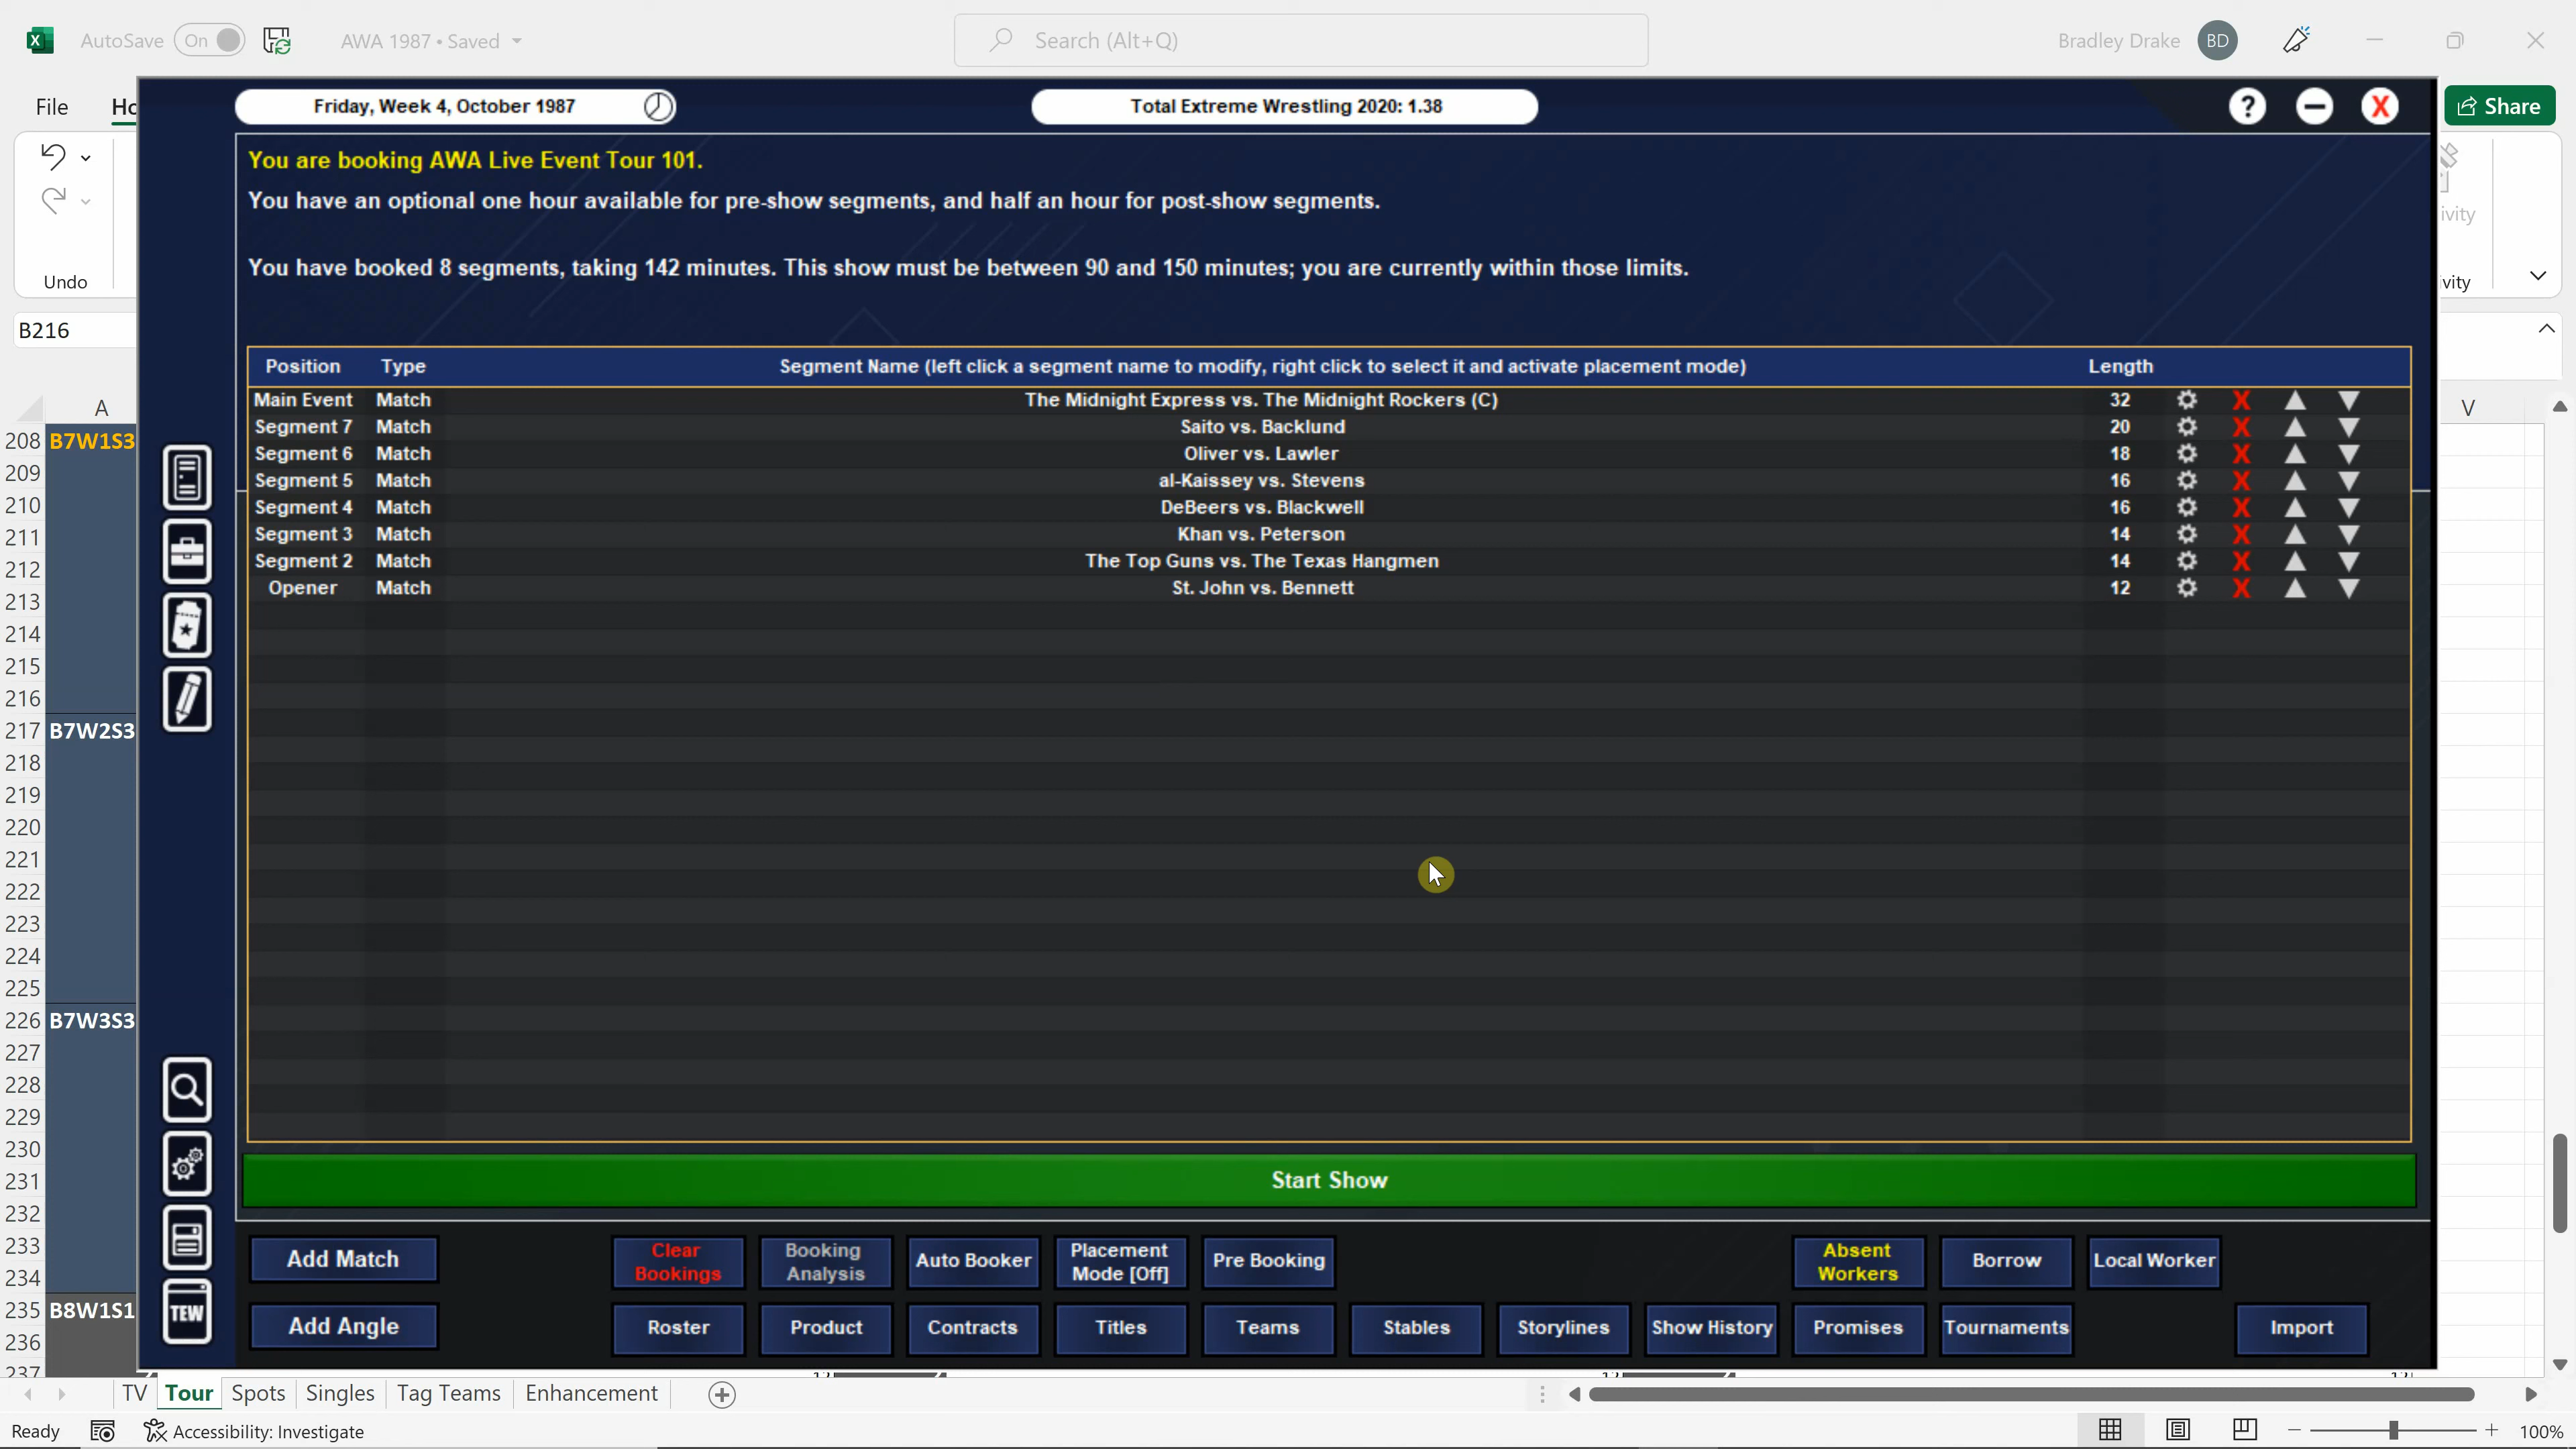 AutoSave On AWA 1987 • Saved Search (Alt+Q) Bradley Drake BD
File
Friday, Week 4, October 1987 Total Extreme Wrestling 2020: 1.38 ? X Share
You are booking AWA Live Event Tour 101.
You have an optional one hour available for pre-show segments, and half an hour for post-show segments.
You have booked 8 segments, taking 142 minutes. This show must be between 90 and 150 minutes; you are currently within those limits.
Undo
B216
Position Type Segment Name (left click a segment name to modify, right click to select it and activate placement mode) Length
Main Event Match The Midnight Express vs. The Midnight Rockers (C) 32 X
Segment 7 Match Saito vs. Backlund 20 X
Segment 6 Match Oliver vs. Lawler 18 X
Segment 5 Match al-Kaissey vs. Stevens 16 X
Segment 4 Match DeBeers vs. Blackwell 16 X
Segment 3 Match Khan vs. Peterson 14 X
Segment 2 Match The Top Guns vs. The Texas Hangmen 14 X
Opener Match St. John vs. Bennett 12 X
A V
208 B7W1S3
209
210
211
212
213
214
215
216
217 B7W2S3
218
219
220
221
222
223
224
225
226 B7W3S3
227
228
229
230
231
232
233
234
235 B8W1S1
236
237
Start Show
Add Match Clear Bookings Booking Analysis Auto Booker Placement Mode [Off] Pre Booking Absent Workers Borrow Local Worker
TEW
Add Angle Roster Product Contracts Titles Teams Stables Storylines Show History Promises Tournaments Import
TV Tour Spots Singles Tag Teams Enhancement
Ready Accessibility: Investigate 100%